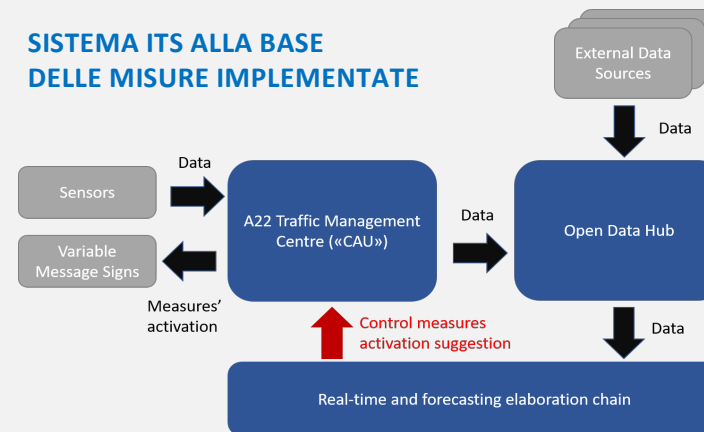 SISTEMA ITS ALLA BASE
DELLE MISURE IMPLEMENTATE
External Data
Sources
Data
Sensors
Data
A22 Traffic Management
Centre («CAU»)
Data
Open Data Hub
Variable
Message Signs
Measures’
activation
Control measures
activation suggestion
Data
Real-time and forecasting elaboration chain